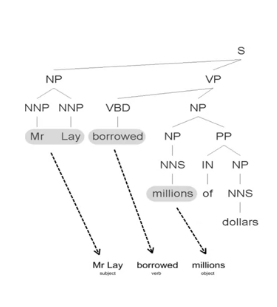 S
NP VP
NNP NNP VBD NP
Mr Lay borrowed NP PP
NNS IN NP
millions of NNS
dollars
Mr Lay borrowed millions
subject verb object